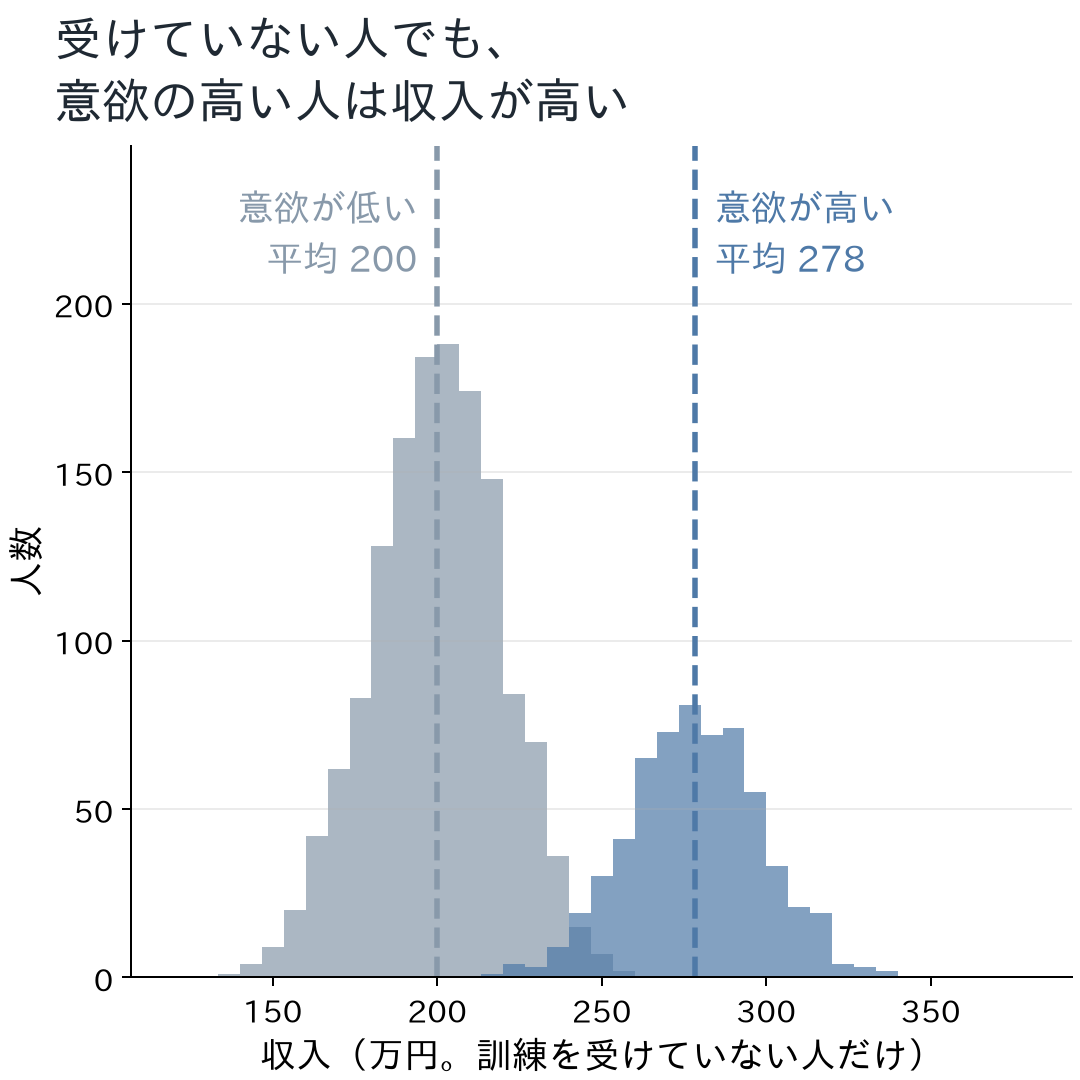 受けていない人でも、
意欲の高い人は収入が高い
意欲が低い
平均 200
意欲が高い
平均 278
人数
200
150
100
50
0
150
200
250
300
350
収入（万円。訓練を受けていない人だけ）